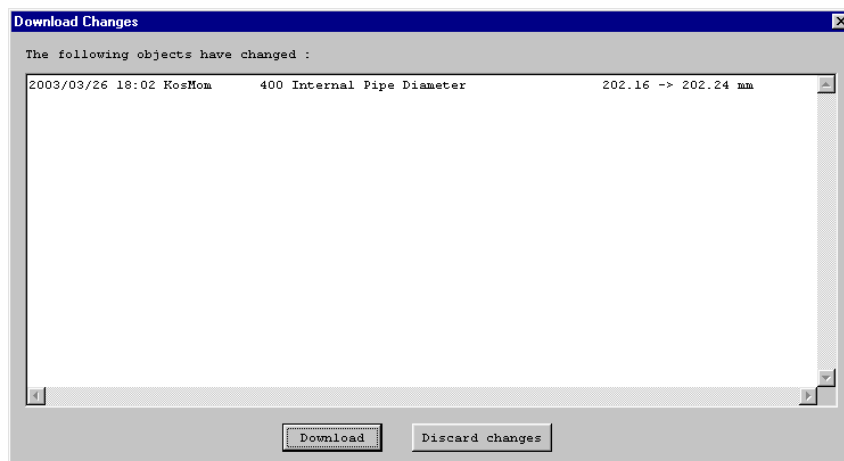 Download Changes
The following objects have changed :
2003/03/26 18:02 KosMom 400 Internal Pipe Diameter 202.16 -> 202.24 mm
Download Discard changes